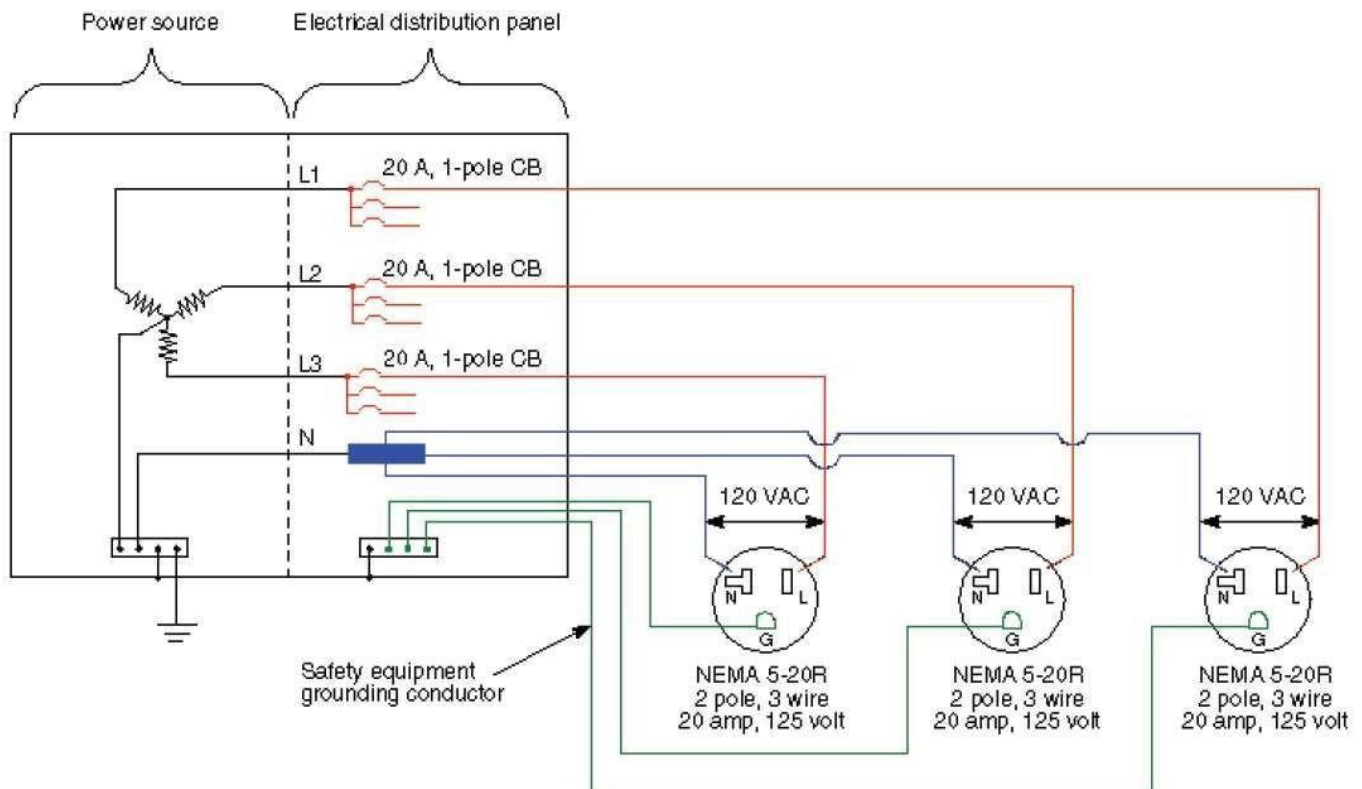 Power source
Electrical distribution panel
L1
20 A, 1-pole CB
L2
20 A, 1-pole CB
L3
20 A, 1-pole CB
N
120 VAC
120 VAC
120 VAC
N
L
G
N
L
G
N
L
G
Safety equipment
grounding conductor
NEMA 5-20R
2 pole, 3 wire
20 amp, 125 volt
NEMA 5-20R
2 pole, 3 wire
20 amp, 125 volt
NEMA 5-20R
2 pole, 3 wire
20 amp, 125 volt